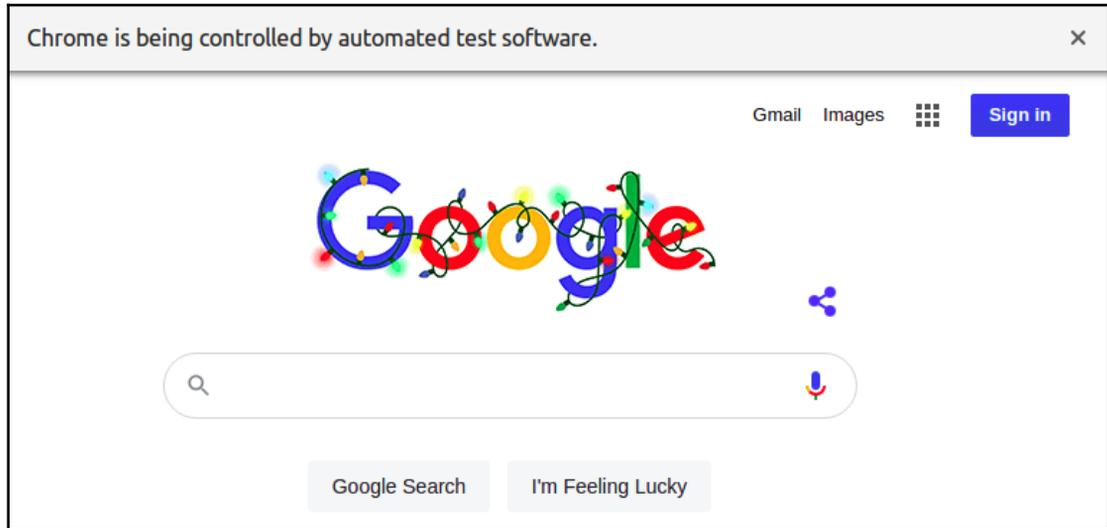 Chrome is being controlled by automated test software.
Gmail Images Sign in
Google
Google Search I'm Feeling Lucky